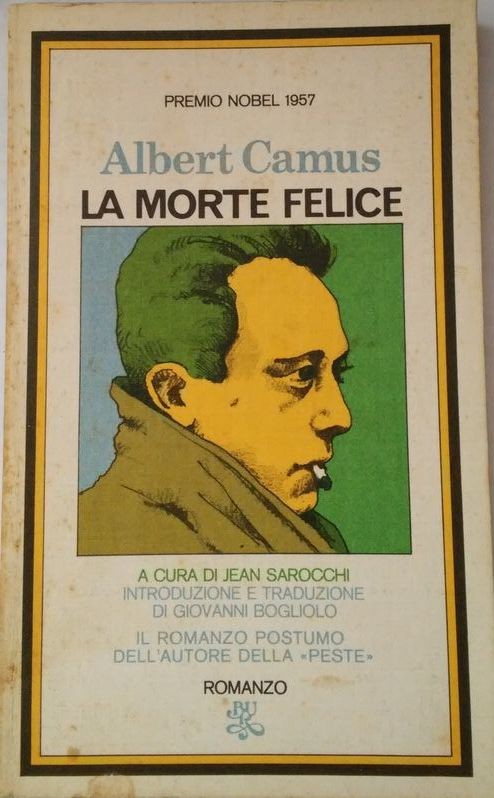 PREMIO NOBEL 1957
Albert Camus
LA MORTE FELICE
A CURA DI JEAN SAROCCHI
INTRODUZIONE E TRADUZIONE
DI GIOVANNI BOGLIOLO
IL ROMANZO POSTUMO
DELL'AUTORE DELLA «PESTE»
ROMANZO
BU
R